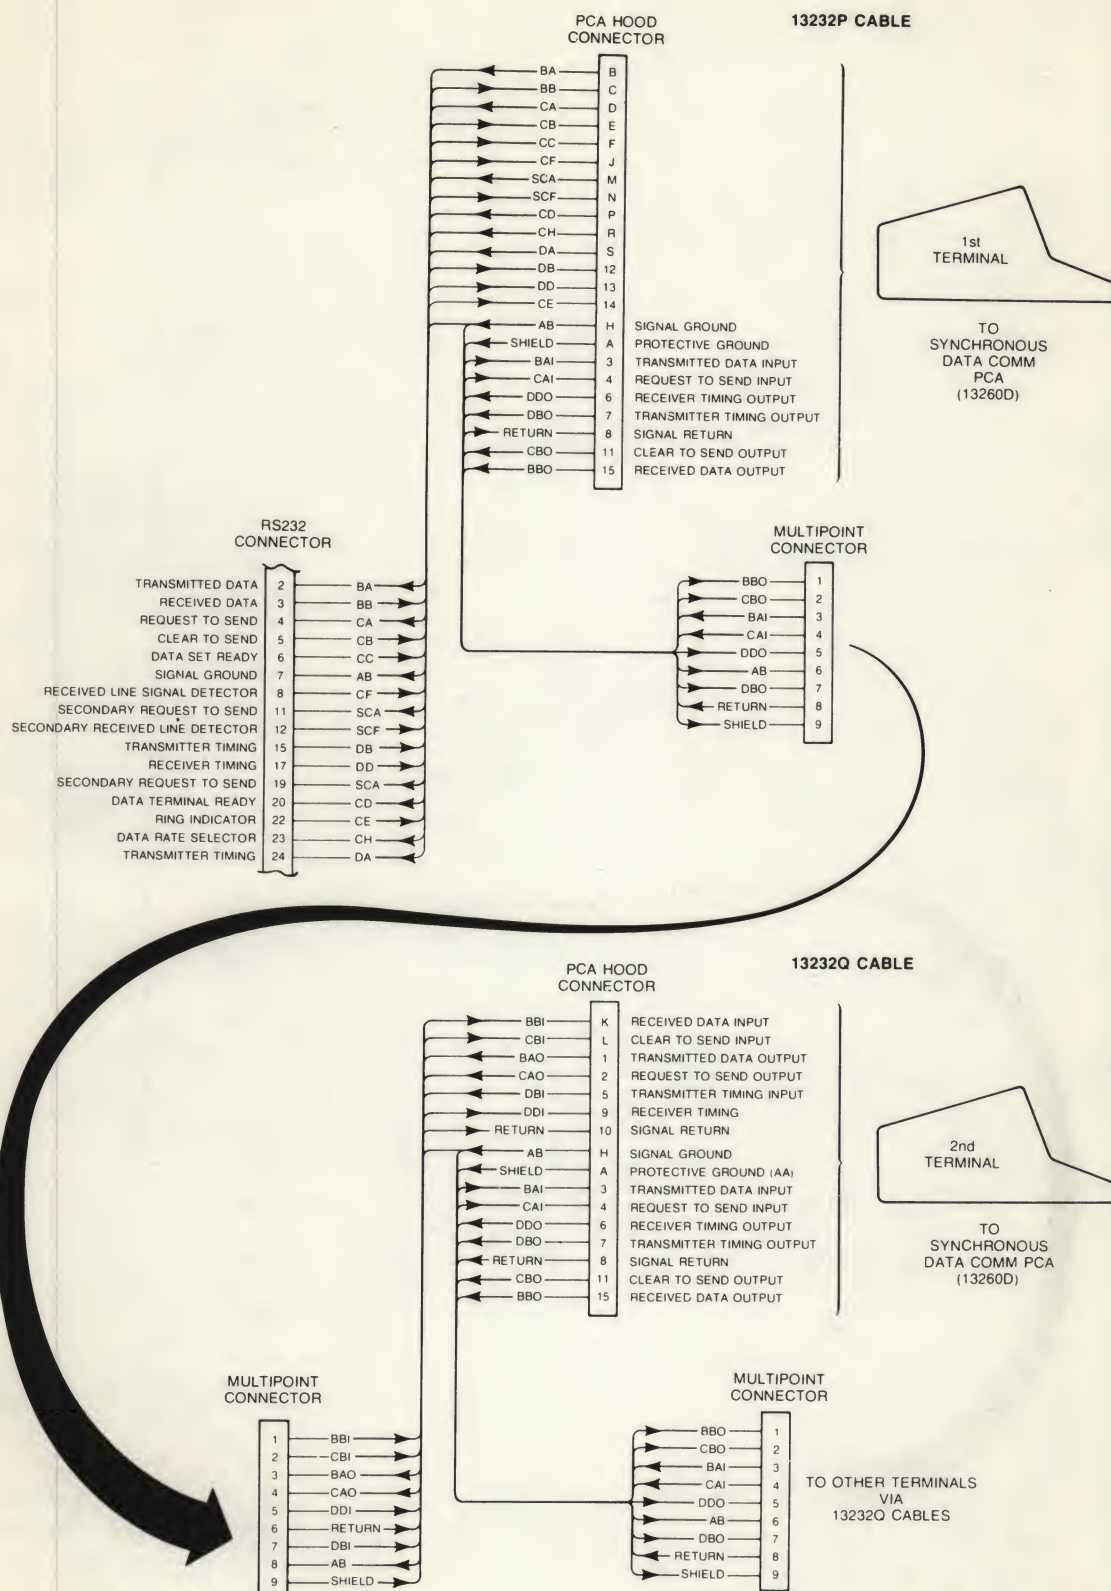 PCA HOOD
CONNECTOR
13232P CABLE
BA B
BB C
CA D
CB E
CC F
CF J
SCA M
SCF N
CD P
CH R
DA S
DB 12
DD 13
CE 14
AB H SIGNAL GROUND
SHIELD A PROTECTIVE GROUND
BAI 3 TRANSMITTED DATA INPUT
CAI 4 REQUEST TO SEND INPUT
DDO 6 RECEIVER TIMING OUTPUT
DBO 7 TRANSMITTER TIMING OUTPUT
RETURN 8 SIGNAL RETURN
CBO 11 CLEAR TO SEND OUTPUT
BBO 15 RECEIVED DATA OUTPUT
1st
TERMINAL
TO
SYNCHRONOUS
DATA COMM
PCA
(13260D)
RS232
CONNECTOR
TRANSMITTED DATA 2 BA
RECEIVED DATA 3 BB
REQUEST TO SEND 4 CA
CLEAR TO SEND 5 CB
DATA SET READY 6 CC
SIGNAL GROUND 7 AB
RECEIVED LINE SIGNAL DETECTOR 8 CF
SECONDARY REQUEST TO SEND 11 SCA
SECONDARY RECEIVED LINE DETECTOR 12 SCF
TRANSMITTER TIMING 15 DB
RECEIVER TIMING 17 DD
SECONDARY REQUEST TO SEND 19 SCA
DATA TERMINAL READY 20 CD
RING INDICATOR 22 CE
DATA RATE SELECTOR 23 CH
TRANSMITTER TIMING 24 DA
MULTIPOINT
CONNECTOR
BBO 1
CBO 2
BAI 3
CAI 4
DDO 5
AB 6
DBO 7
RETURN 8
SHIELD 9
PCA HOOD
CONNECTOR
13232Q CABLE
BBI K RECEIVED DATA INPUT
CBI L CLEAR TO SEND INPUT
BAO 1 TRANSMITTED DATA OUTPUT
CAO 2 REQUEST TO SEND OUTPUT
DBI 5 TRANSMITTER TIMING INPUT
DDI 9 RECEIVER TIMING
RETURN 10 SIGNAL RETURN
AB H SIGNAL GROUND
SHIELD A PROTECTIVE GROUND (AA)
BAI 3 TRANSMITTED DATA INPUT
CAI 4 REQUEST TO SEND INPUT
DDO 6 RECEIVER TIMING OUTPUT
DBO 7 TRANSMITTER TIMING OUTPUT
RETURN 8 SIGNAL RETURN
CBO 11 CLEAR TO SEND OUTPUT
BBO 15 RECEIVED DATA OUTPUT
2nd
TERMINAL
TO
SYNCHRONOUS
DATA COMM PCA
(13260D)
MULTIPOINT
CONNECTOR
1 BBI
2 CBI
3 BAO
4 CAO
5 DDI
6 RETURN
7 DBI
8 AB
9 SHIELD
MULTIPOINT
CONNECTOR
BBO 1
CBO 2
BAI 3
CAI 4
DDO 5
AB 6
DBO 7
RETURN 8
SHIELD 9
TO OTHER TERMINALS
VIA
13232Q CABLES